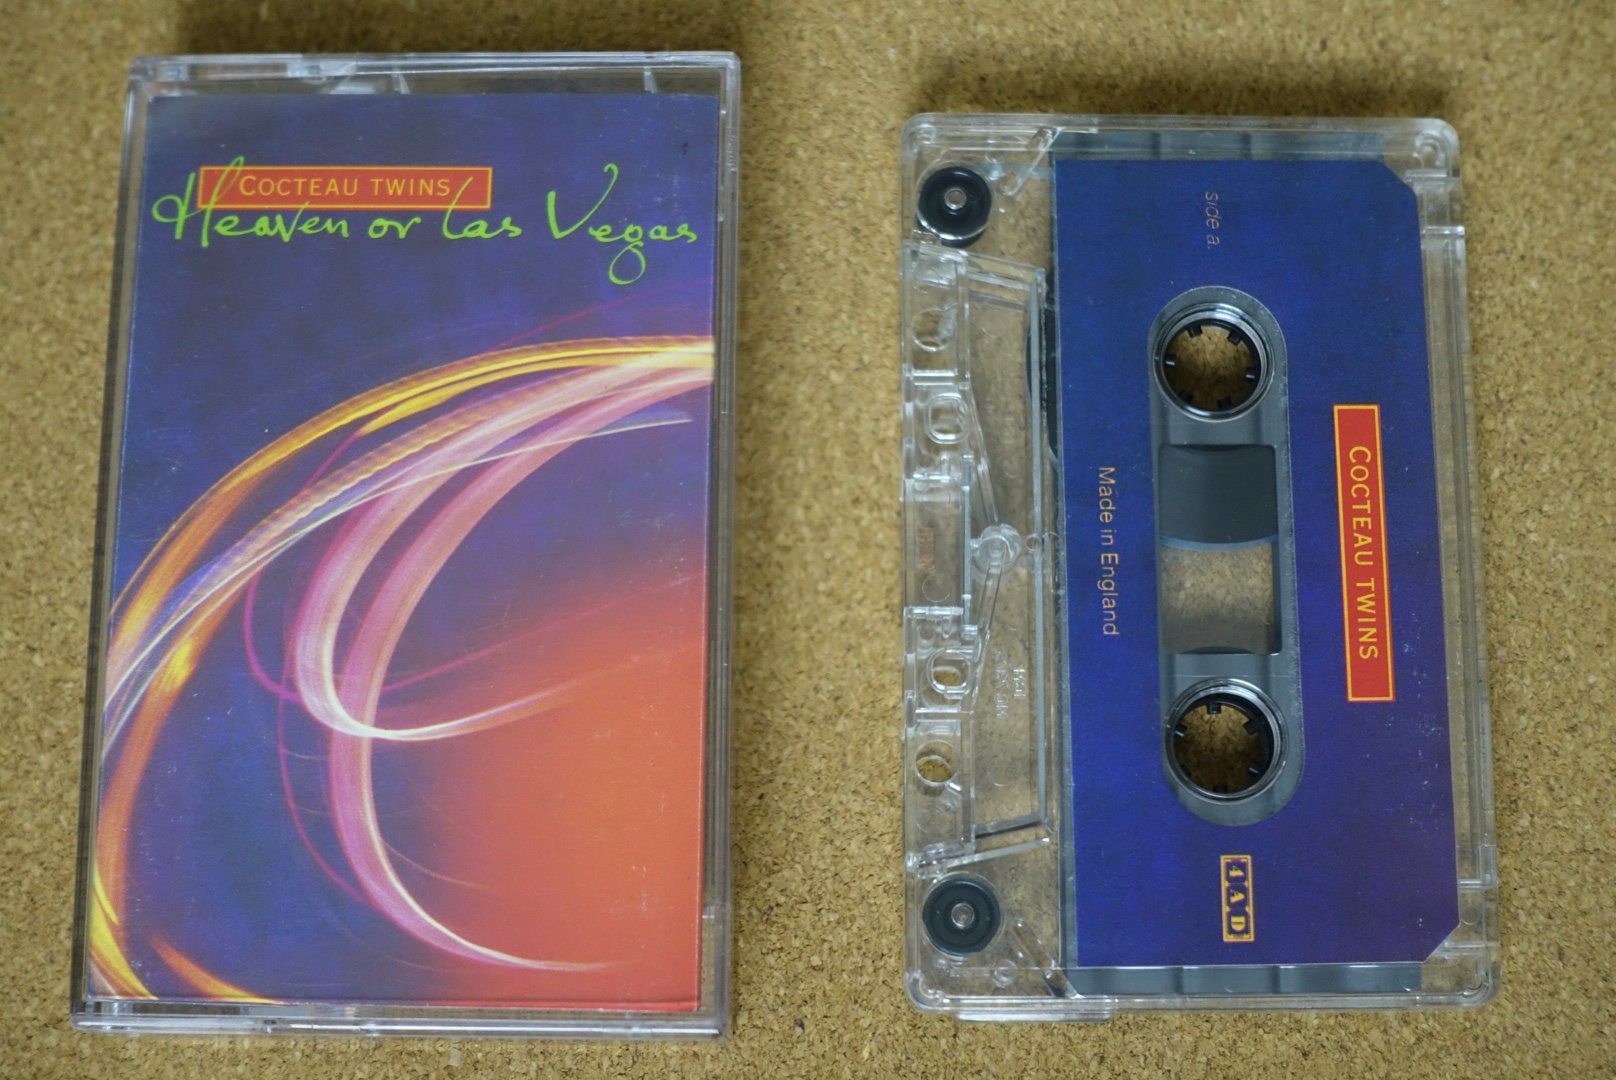 COCTEAU TWINS
Heaven or Las Vegas
side a.
COCTEAU TWINS
Made in England
4AD